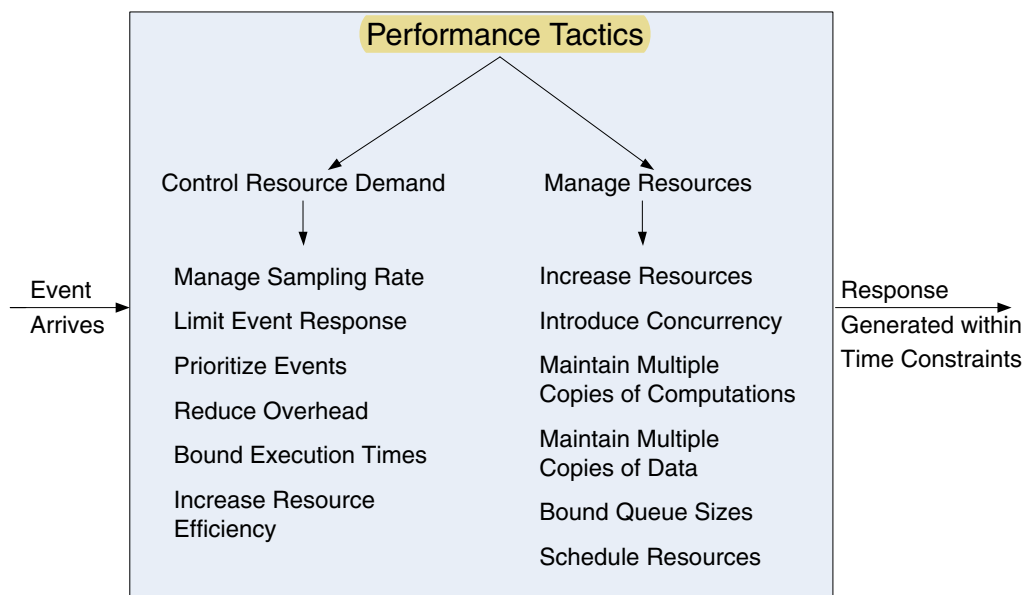 Performance Tactics
Control Resource Demand
Manage Sampling Rate
Limit Event Response
Prioritize Events
Reduce Overhead
Bound Execution Times
Increase Resource
Efficiency
Manage Resources
Increase Resources
Introduce Concurrency
Maintain Multiple
Copies of Computations
Maintain Multiple
Copies of Data
Bound Queue Sizes
Schedule Resources
Event
Arrives
Response
Generated within
Time Constraints